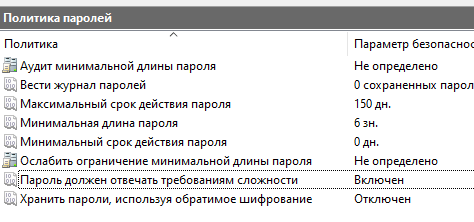 Политика паролей
Политика Параметр безопаснос
Аудит минимальной длины пароля Не определено
Вести журнал паролей 0 сохраненных парол
Максимальный срок действия пароля 150 дн.
Минимальная длина пароля 6 зн.
Минимальный срок действия пароля 0 дн.
Ослабить ограничение минимальной длины пароля Не определено
Пароль должен отвечать требованиям сложности Включен
Хранить пароли, используя обратимое шифрование Отключен